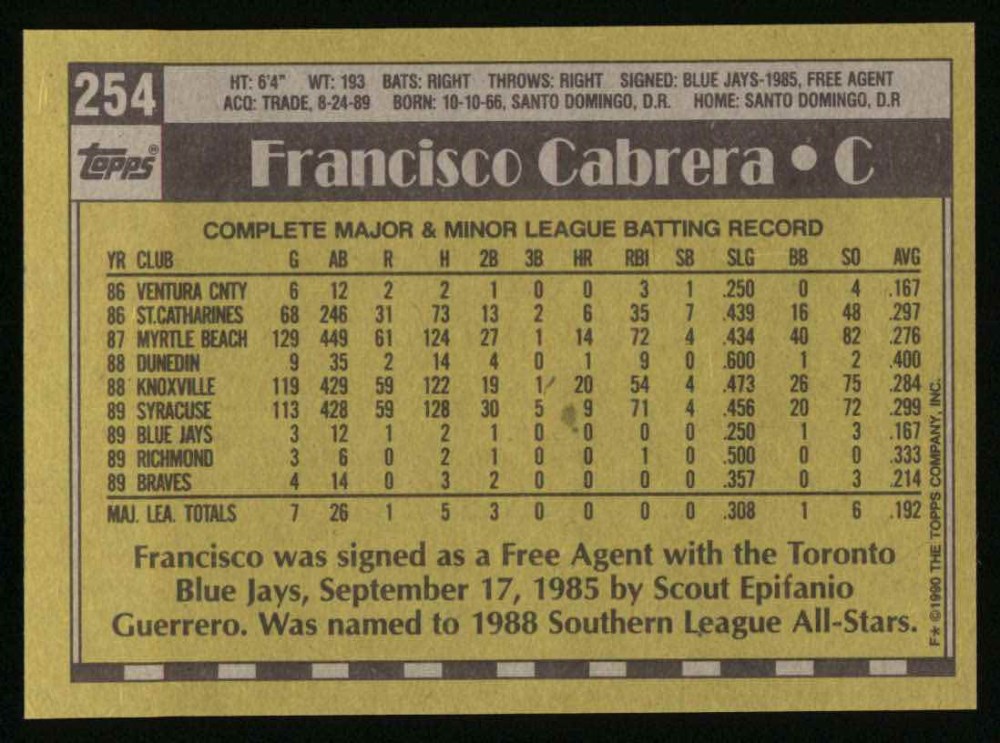 254
HT: 6'4" WT: 193 BATS: RIGHT THROWS: RIGHT SIGNED: BLUE JAYS-1985, FREE AGENT
ACQ: TRADE, 8-24-89 BORN: 10-10-66, SANTO DOMINGO, D.R. HOME: SANTO DOMINGO, D.R
Topps®
Francisco Cabrera • C
COMPLETE MAJOR & MINOR LEAGUE BATTING RECORD
YR CLUB G AB R H 2B 3B HR RBI SB SLG BB SO AVG
86 VENTURA CNTY 6 12 2 2 1 0 0 3 1 .250 0 4 .167
86 ST.CATHARINES 68 246 31 73 13 2 6 35 7 .439 16 48 .297
87 MYRTLE BEACH 129 449 61 124 27 1 14 72 4 .434 40 82 .276
88 DUNEDIN 9 35 2 14 4 0 1 9 0 .600 1 2 .400
88 KNOXVILLE 119 429 59 122 19 1 20 54 4 .473 26 75 .284
89 SYRACUSE 113 428 59 128 30 5 9 71 4 .456 20 72 .299
89 BLUE JAYS 3 12 1 2 1 0 0 0 0 .250 1 3 .167
89 RICHMOND 3 6 0 2 1 0 0 1 0 .500 0 0 .333
89 BRAVES 4 14 0 3 2 0 0 0 0 .357 0 3 .214
MAJ. LEA. TOTALS 7 26 1 5 3 0 0 0 0 .308 1 6 .192
Francisco was signed as a Free Agent with the Toronto
Blue Jays, September 17, 1985 by Scout Epifanio
Guerrero. Was named to 1988 Southern League All-Stars.
F* ©1990 THE TOPPS COMPANY, INC.